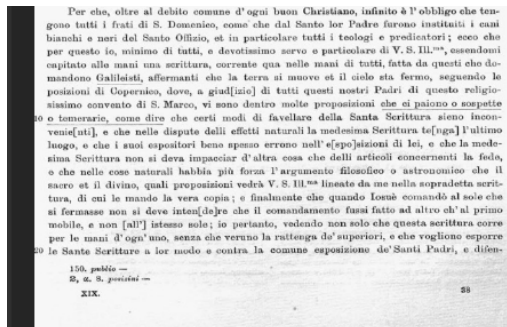 Per che, oltre al debito comune d'ogni buon Christiano, infinito è l'obbligo che ten-
gono tutti i frati di S. Domenico, come che dal Santo lor Padre furono instituiti i cani
bianchi e neri del Santo Offizio, et in particulare tutti i teologi e predicatori; ecco che
per questo io, minimo di tutti, e devotissimo servo e particolare di V. S. Ill.ma, essendomi
capitato alle mani una scrittura, corrente qua nelle mani di tutti, fatta da questi che do-
mandono Galileisti, affermanti che la terra si muove et il cielo sta fermo, seguendo le
posizioni di Copernico, dove, a giud[izio] di tutti questi nostri Padri di questo religio-
sissimo convento di S. Marco, vi sono dentro molte proposizioni che ci paiono o sospette
10 o temerarie, come dire che certi modi di favellare della Santa Scrittura sieno incon-
venie[nti], e che nelle dispute delli effetti naturali la medesima Scrittura te[nga] l'ultimo
luogo, e che i suoi espositori bene spesso errono nell'e[spo]sizioni di lei, e che la mede-
sima Scrittura non si deva impacciar d'altra cosa che delli articoli concernenti la fede,
o che nelle cose naturali habbia più forza l'argumento filosofico o astronomico che il
sacro et il divino, quali proposizioni vedrà V. S. Ill.ma lineate da me nella sopradetta scrit-
tura, di cui le mando la vera copia; e finalmente che quando Iosuè comandò al sole che
si fermasse non si deve inten[de]re che il comandamento fussi fatto ad altro ch'al primo
mobile, e non [all'] istesso sole; io pertanto, vedendo non solo che questa scrittura corre
per le mani d'ogn'uno, senza che veruno la rattenga de' superiori, e che vogliono esporre
20 le Sante Scritture a lor modo e contra la comune esposizione de' Santi Padri, e difen-
150. publio —
S. posizini —
XIX.
38